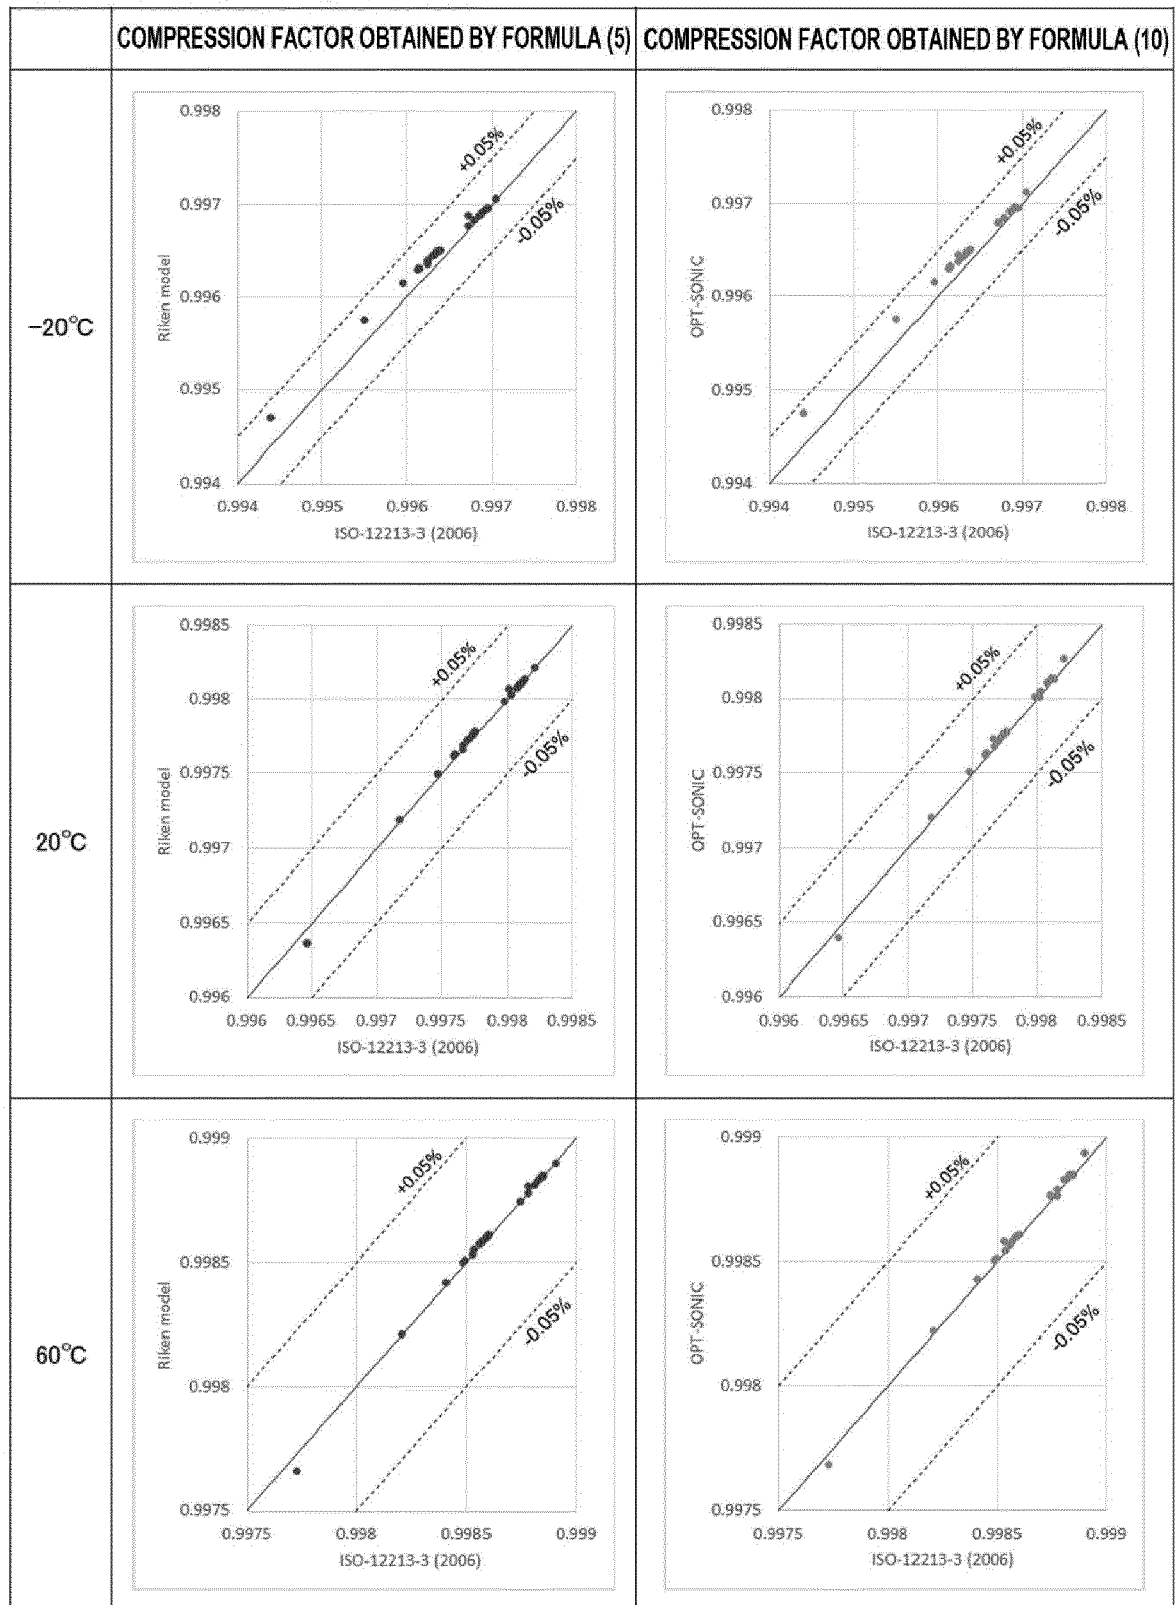 COMPRESSION FACTOR OBTAINED BY FORMULA (5)
COMPRESSION FACTOR OBTAINED BY FORMULA (10)
-20°C
0.998
0.997
0.996
0.995
0.994
Riken model
+0.05%
-0.05%
0.994 0.995 0.996 0.997 0.998
ISO-12213-3 (2006)
0.998
0.997
0.996
0.995
0.994
OPT-SONIC
+0.05%
-0.05%
0.994 0.995 0.996 0.997 0.998
ISO-12213-3 (2006)
20°C
0.9985
0.998
0.9975
0.997
0.9965
0.996
Riken model
+0.05%
-0.05%
0.996 0.9965 0.997 0.9975 0.998 0.9985
ISO-12213-3 (2006)
0.9985
0.998
0.9975
0.997
0.9965
0.996
OPT-SONIC
+0.05%
-0.05%
0.996 0.9965 0.997 0.9975 0.998 0.9985
ISO-12213-3 (2006)
60°C
0.999
0.9985
0.998
0.9975
Riken model
+0.05%
-0.05%
0.9975 0.998 0.9985 0.999
ISO-12213-3 (2006)
0.999
0.9985
0.998
0.9975
OPT-SONIC
+0.05%
-0.05%
0.9975 0.998 0.9985 0.999
ISO-12213-3 (2006)